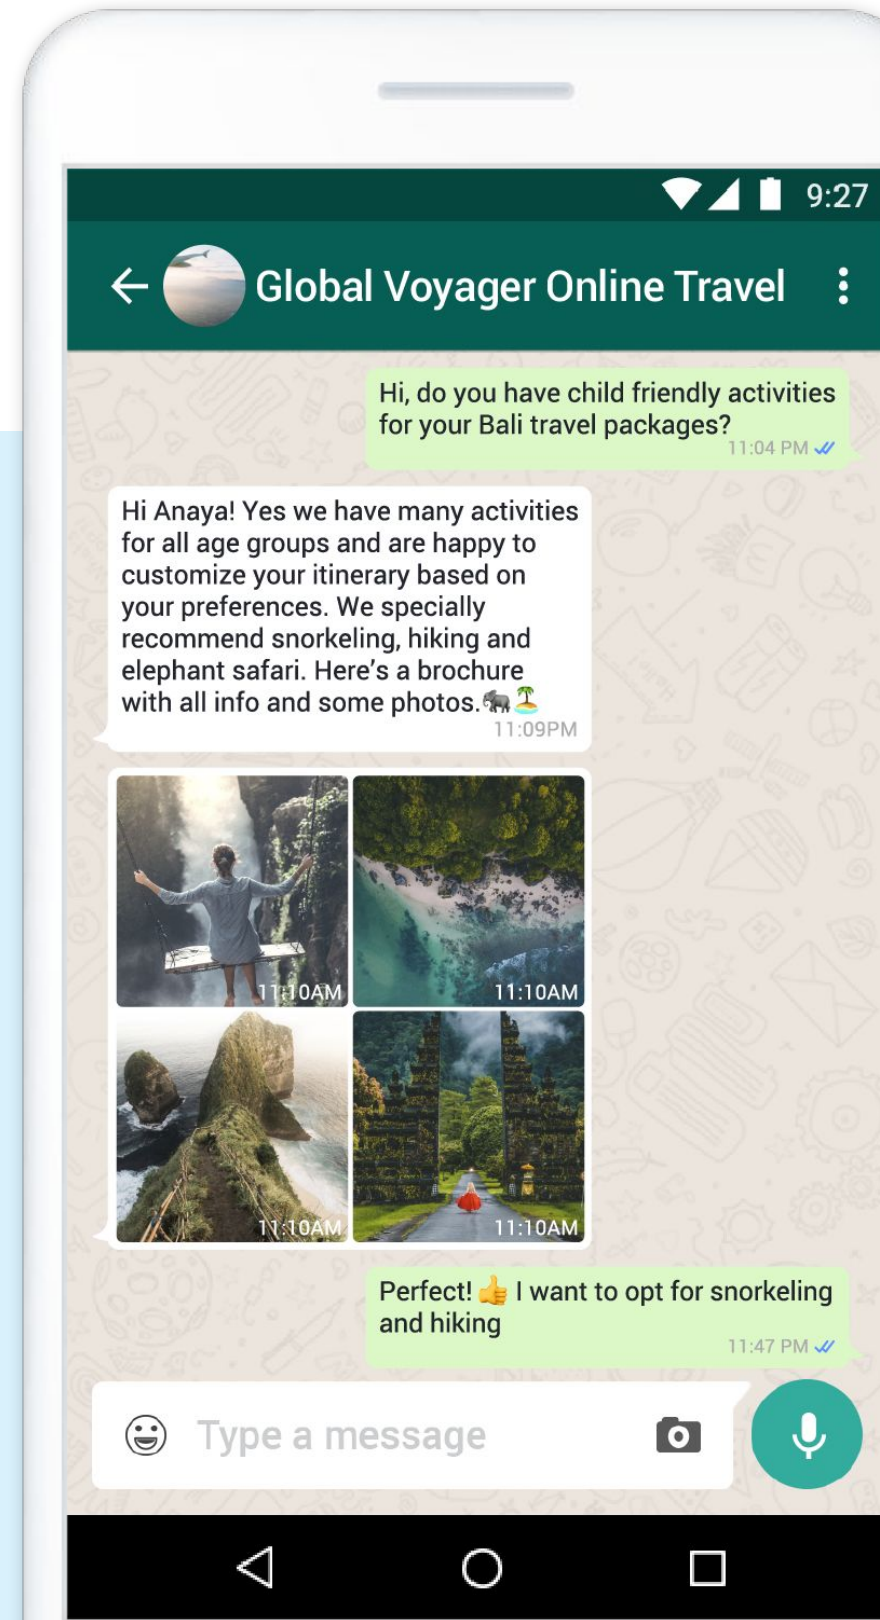 9:27
Global Voyager Online Travel
Hi, do you have child friendly activities
for your Bali travel packages?
11:04 PM
Hi Anaya! Yes we have many activities
for all age groups and are happy to
customize your itinerary based on
your preferences. We specially
recommend snorkeling, hiking and
elephant safari. Here's a brochure
with all info and some photos.🐘🏝️
11:09PM
11:10AM
11:10AM
11:10AM
11:10AM
Perfect! 👍 I want to opt for snorkeling
and hiking
11:47 PM
Type a message